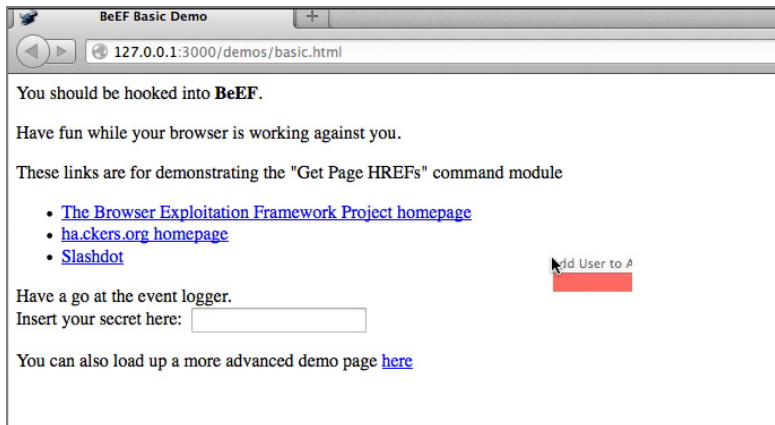 BeEF Basic Demo
127.0.0.1:3000/demos/basic.html
You should be hooked into BeEF.
Have fun while your browser is working against you.
These links are for demonstrating the "Get Page HREFs" command module
The Browser Exploitation Framework Project homepage
ha.ckers.org homepage
Slashdot
User to
Have a go at the event logger.
Insert your secret here:
You can also load up a more advanced demo page here